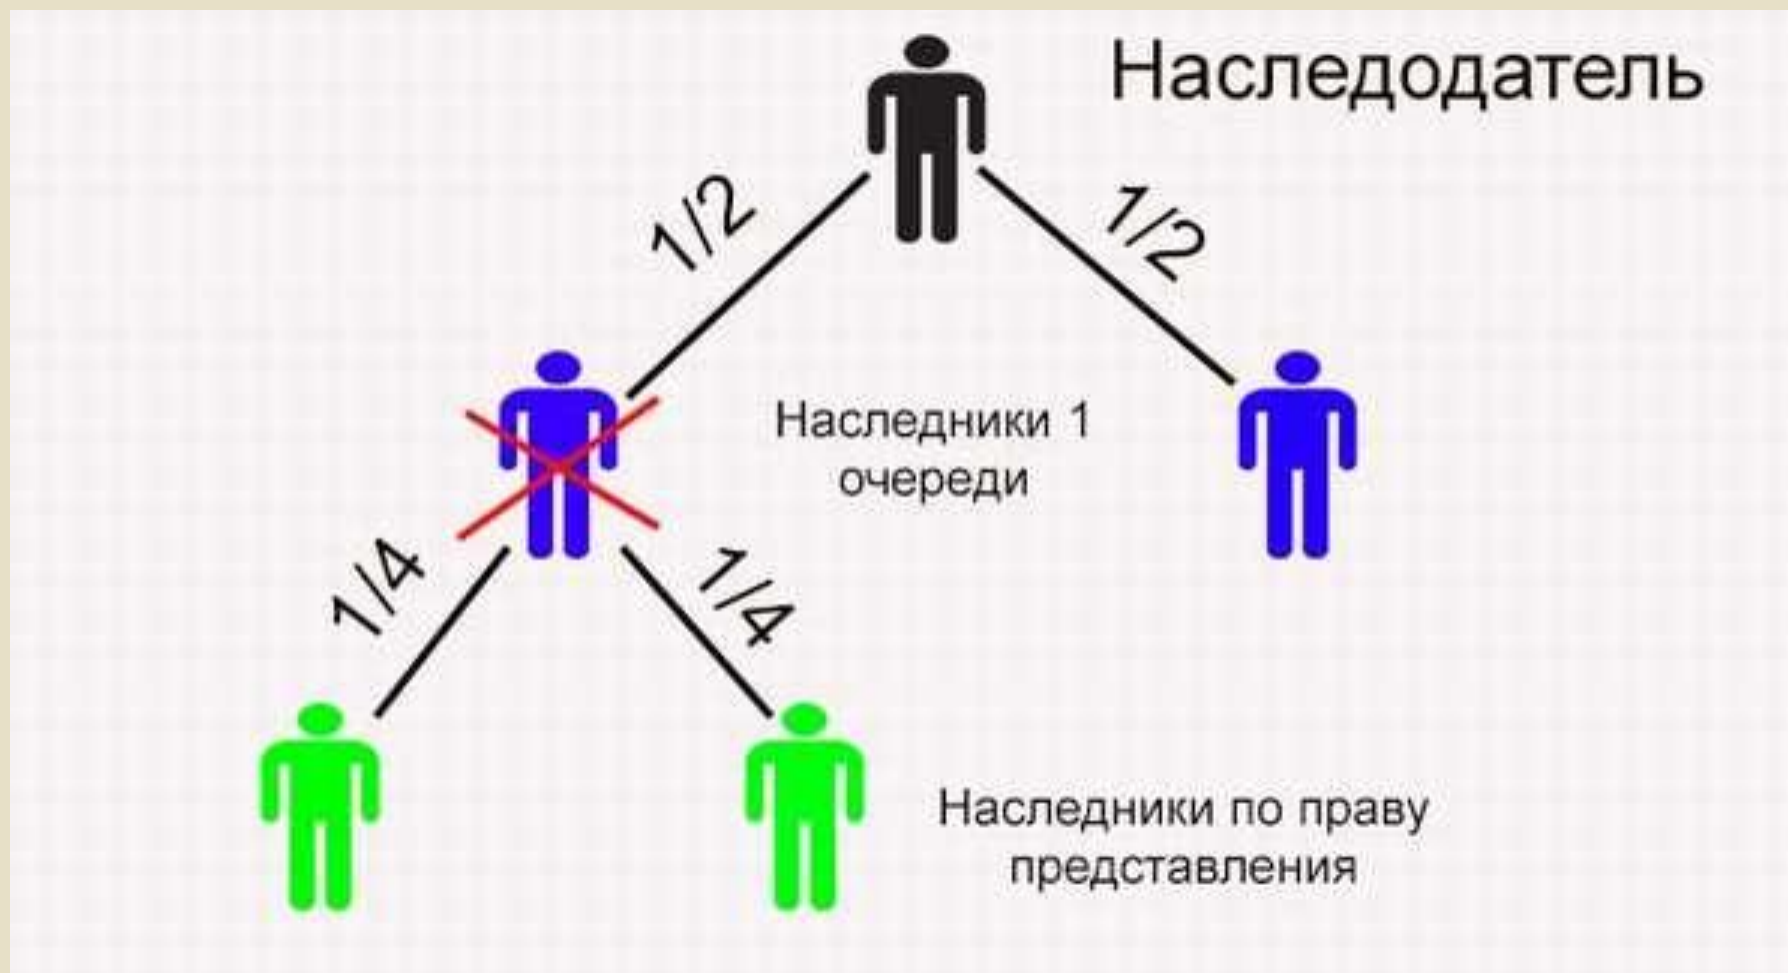 Наследодатель
1/2
1/2
Наследники 1
очереди
1/4
1/4
Наследники по праву
представления